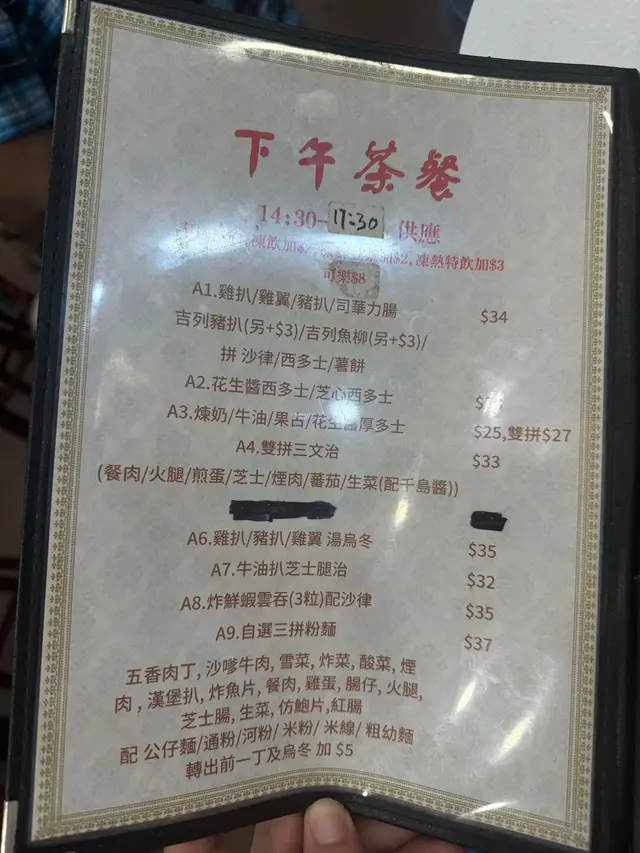 下午茶餐
14:30-17:30 供應
凍飲加$2, 加$2, 凍熱特飲加$3
可樂$8
A1.雞扒/雞翼/豬扒/司華力腸 $34
吉列豬扒(另+$3)/吉列魚柳(另+$3)/
拼 沙律/西多士/薯餅
A2.花生醬西多士/芝心西多士
A3.煉奶/牛油/果占/花生醬厚多士 $25,雙拼$27
A4.雙拼三文治 $33
(餐肉/火腿/煎蛋/芝士/煙肉/蕃茄/生菜(配千島醬))
A6.雞扒/豬扒/雞翼 湯烏冬 $35
A7.牛油扒芝士腿治 $32
A8.炸鮮蝦雲吞(3粒)配沙律 $35
A9.自選三拼粉麵 $37
五香肉丁, 沙嗲牛肉, 雪菜, 炸菜, 酸菜, 煙
肉 , 漢堡扒, 炸魚片, 餐肉, 雞蛋, 腸仔, 火腿,
芝士腸, 生菜, 仿鮑片,紅腸
配 公仔麵/通粉/河粉/ 米粉/ 米線/ 粗幼麵
轉出前一丁及烏冬 加 $5